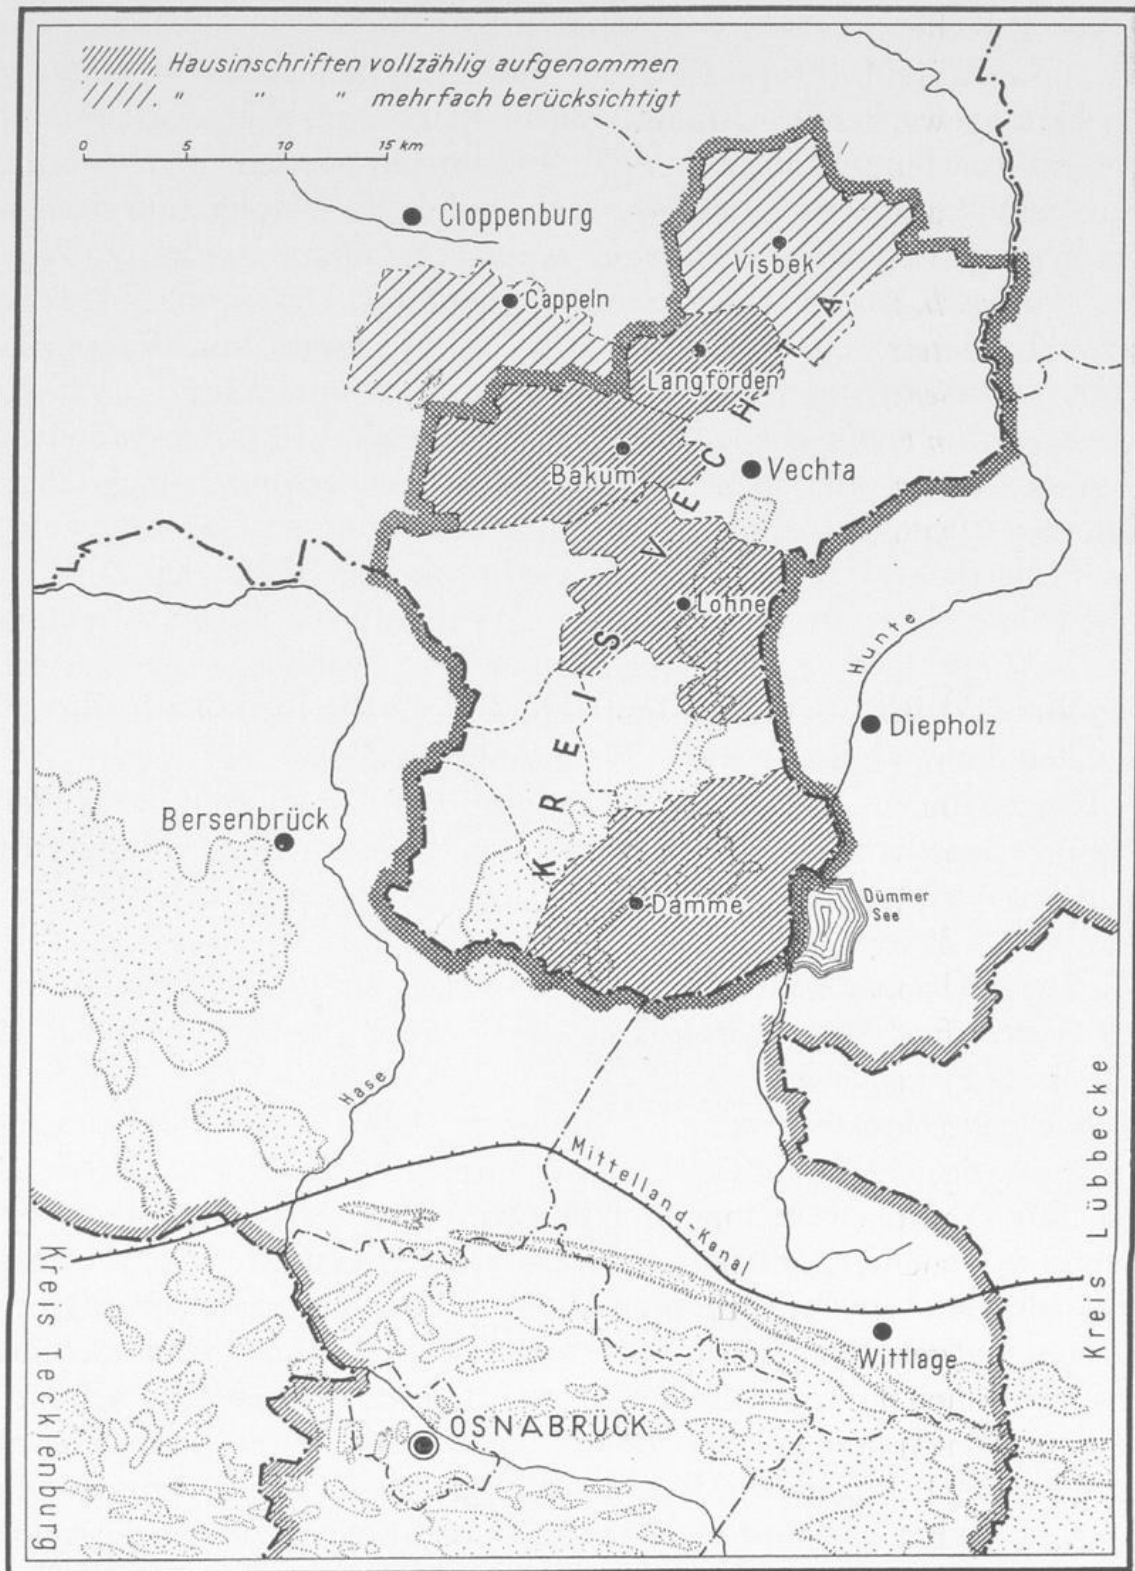 Hausinschriften vollzählig aufgenommen
" " " mehrfach berücksichtigt
0 5 10 15 km
Cloppenburg
Visbek
Cappeln
Langförden
Bakum
Vechta
KREIS VECHTA
Lohne
Hunte
Diepholz
Bersenbrück
Damme
Dümmer
See
Hase
Mittelland-Kanal
Kreis Lübbecke
Kreis Tecklenburg
Wittlage
OSNABRÜCK